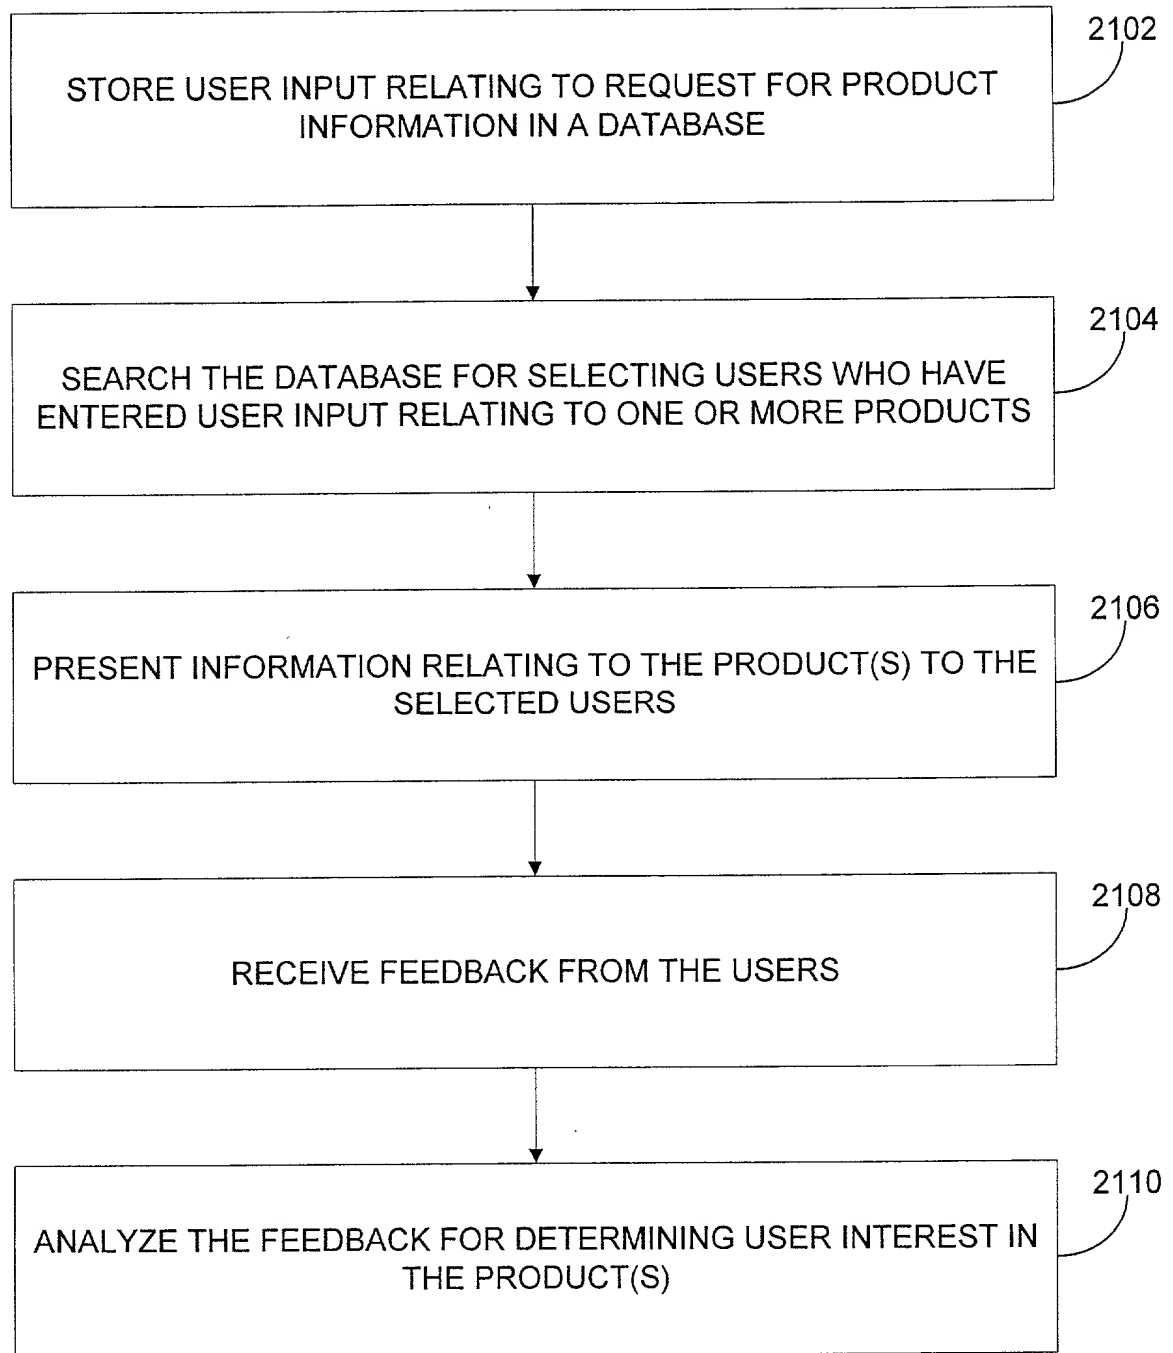 2102
STORE USER INPUT RELATING TO REQUEST FOR PRODUCT
INFORMATION IN A DATABASE
2104
SEARCH THE DATABASE FOR SELECTING USERS WHO HAVE
ENTERED USER INPUT RELATING TO ONE OR MORE PRODUCTS
2106
PRESENT INFORMATION RELATING TO THE PRODUCT(S) TO THE
SELECTED USERS
2108
RECEIVE FEEDBACK FROM THE USERS
2110
ANALYZE THE FEEDBACK FOR DETERMINING USER INTEREST IN
THE PRODUCT(S)